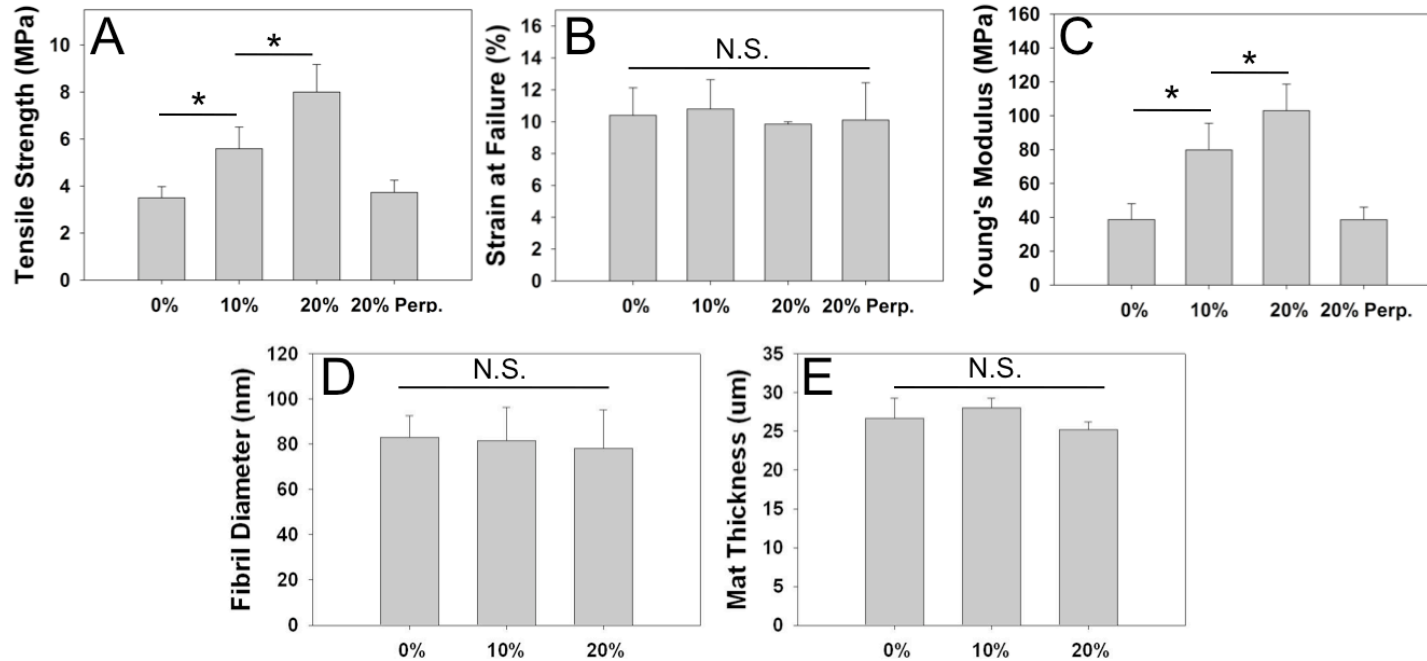 A
Tensile Strength (MPa)
10
8
6
4
2
0
*
*
0% 10% 20% 20% Perp.
B
Strain at Failure (%)
16
14
12
10
8
6
4
2
0
N.S.
0% 10% 20% 20% Perp.
C
Young's Modulus (MPa)
160
140
120
100
80
60
40
20
0
*
*
0% 10% 20% 20% Perp.
D
Fibril Diameter (nm)
120
100
80
60
40
20
0
N.S.
0% 10% 20%
E
Mat Thickness (um)
35
30
25
20
15
10
5
0
N.S.
0% 10% 20%